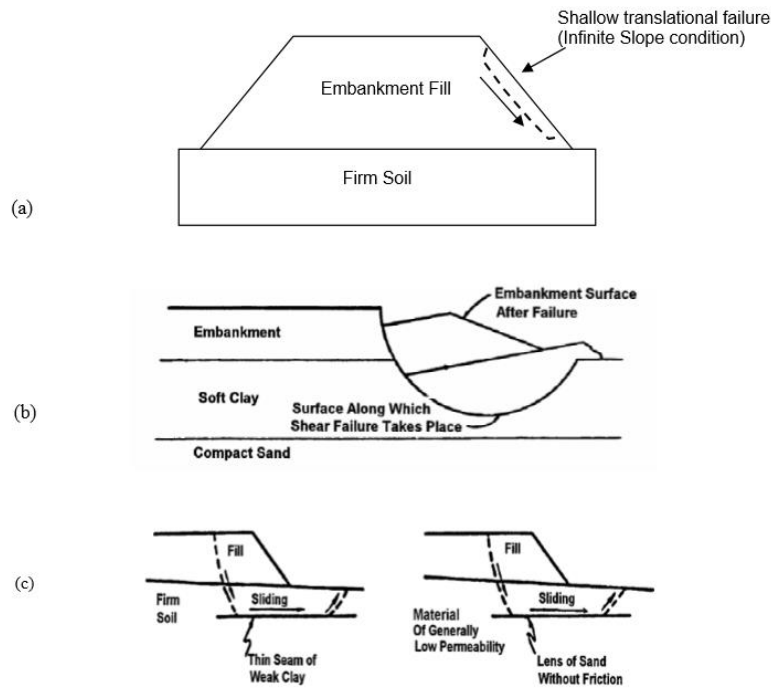 Shallow translational failure
(Infinite Slope condition)
Embankment Fill
Firm Soil
(a)
Embankment Surface
After Failure
Embankment
Soft Clay
Surface Along Which
Shear Failure Takes Place
(b)
Compact Sand
Fill
Sliding
Firm
Soil
Thin Seam of
Weak Clay
(c)
Fill
Sliding
Material
Of Generally
Low Permeability
Lens of Sand
Without Friction